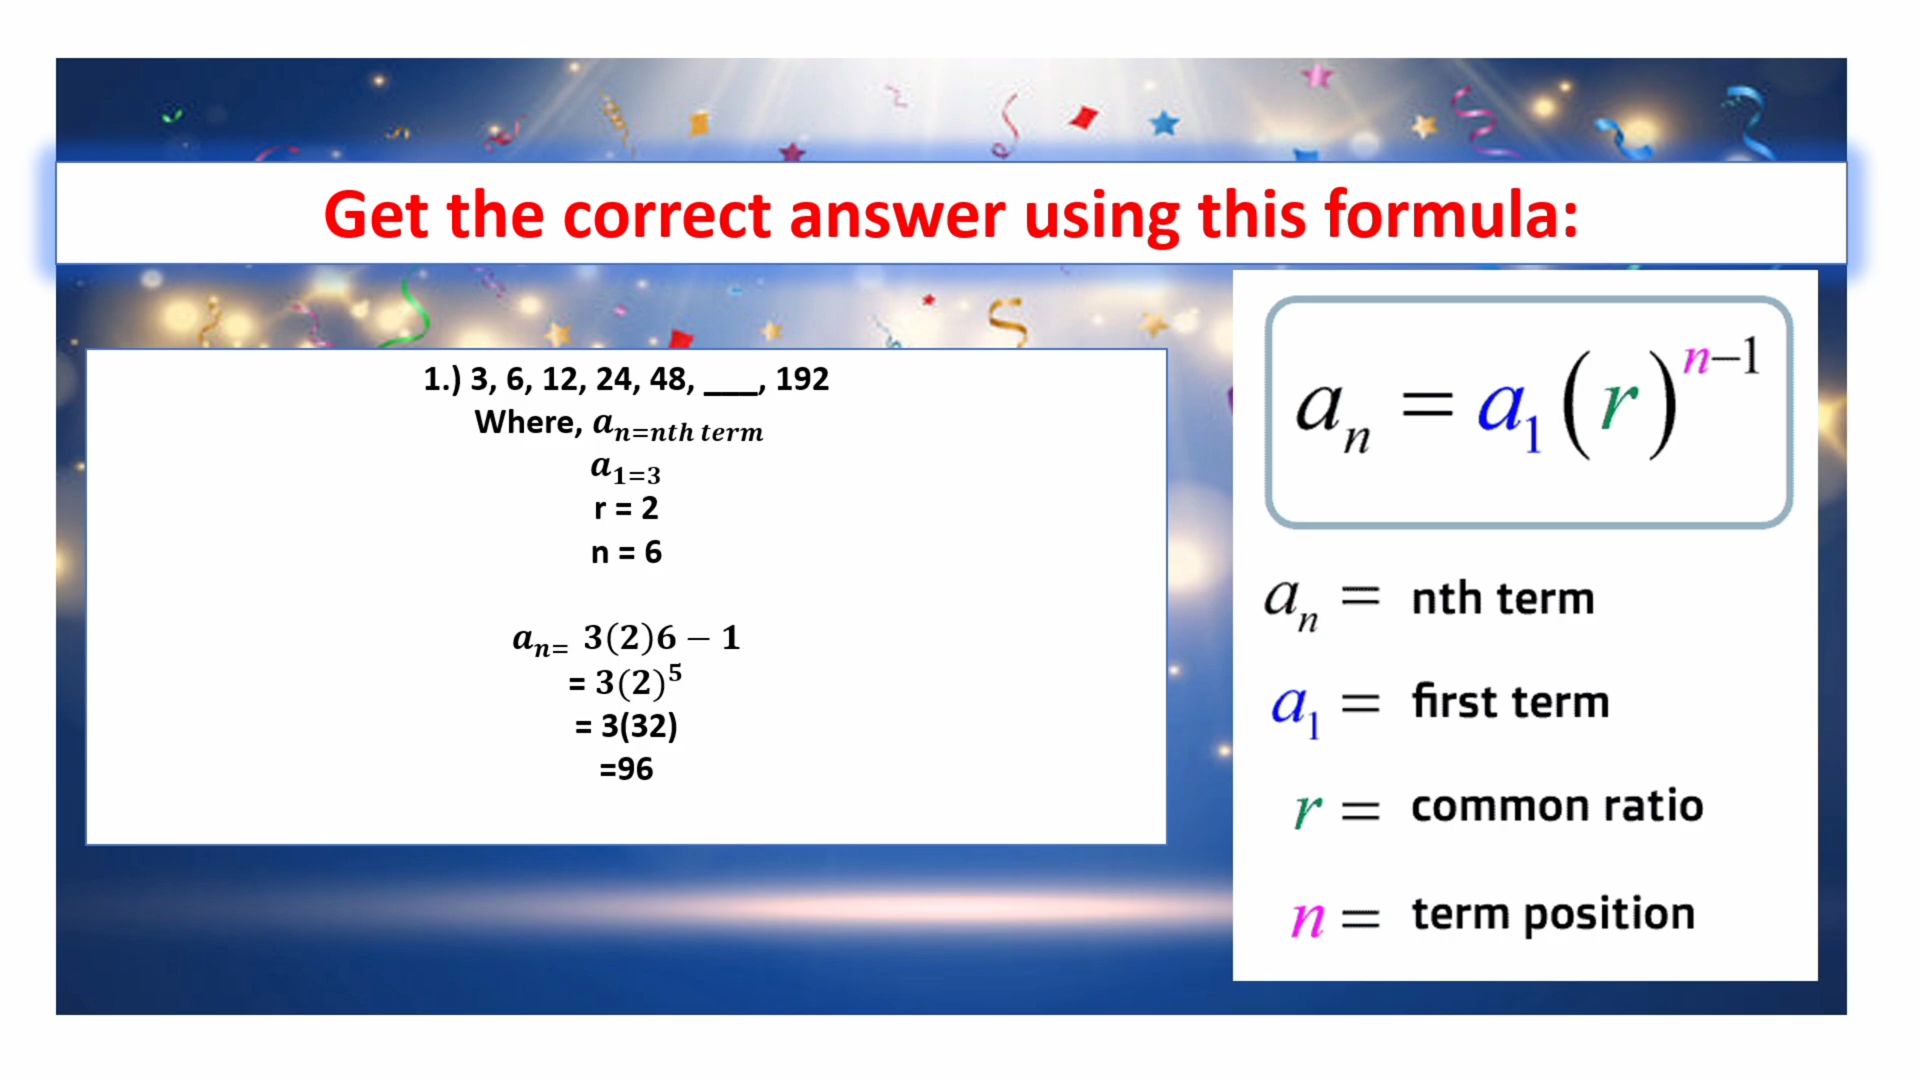 Get the correct answer using this formula:
1.) 3, 6, 12, 24, 48, ___, 192
Where, aₙ₌ₙₜₕ ₜₑᵣₘ
a₁₌₃
r = 2
n = 6
aₙ₌ 3(2)6 − 1
= 3(2)⁵
= 3(32)
=96
aₙ = a₁(r)ⁿ⁻¹
aₙ = nth term
a₁ = first term
r = common ratio
n = term position